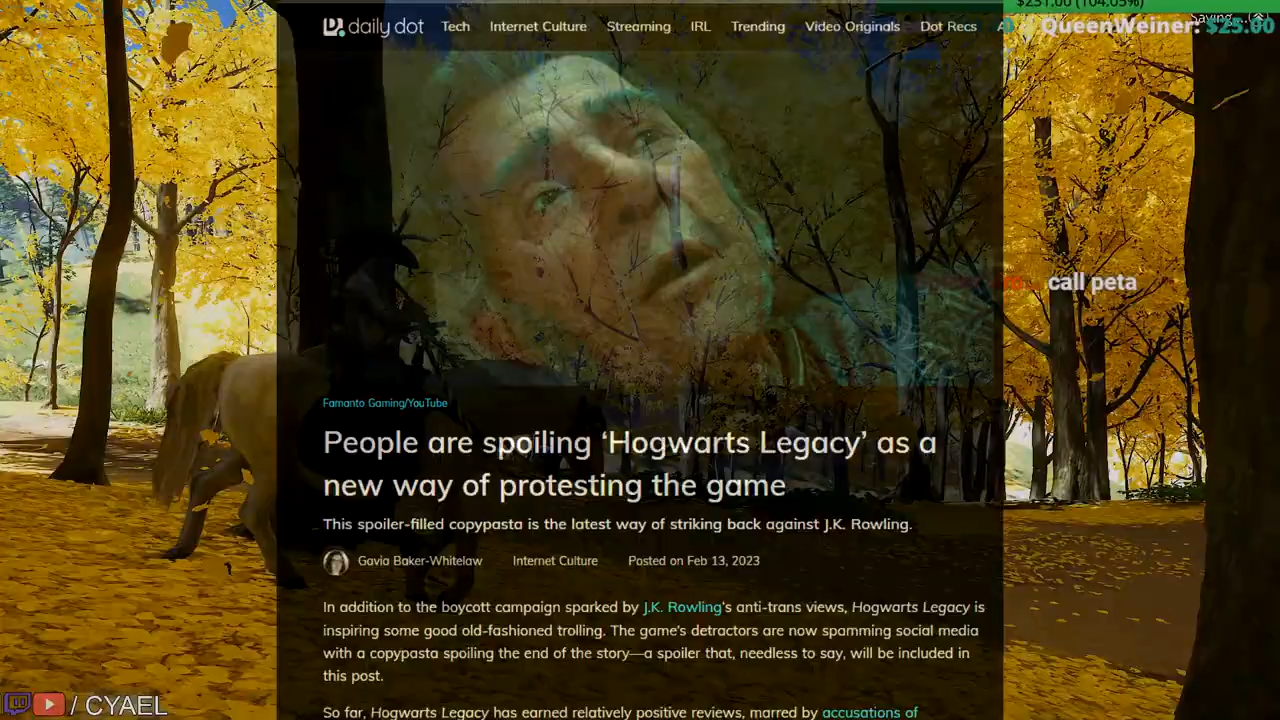 $231.00 (104.05%)
Saving...
daily dot Tech Internet Culture Streaming IRL Trending Video Originals Dot Recs
QueenWeiner: $25.00
call peta
Famanto Gaming/YouTube
People are spoiling ‘Hogwarts Legacy’ as a
new way of protesting the game
This spoiler-filled copypasta is the latest way of striking back against J.K. Rowling.
Gavia Baker-Whitelaw Internet Culture Posted on Feb 13, 2023
In addition to the boycott campaign sparked by J.K. Rowling's anti-trans views, Hogwarts Legacy is
inspiring some good old-fashioned trolling. The game's detractors are now spamming social media
with a copypasta spoiling the end of the story—a spoiler that, needless to say, will be included in
this post.
So far, Hogwarts Legacy has earned relatively positive reviews, marred by accusations of
/ CYAEL